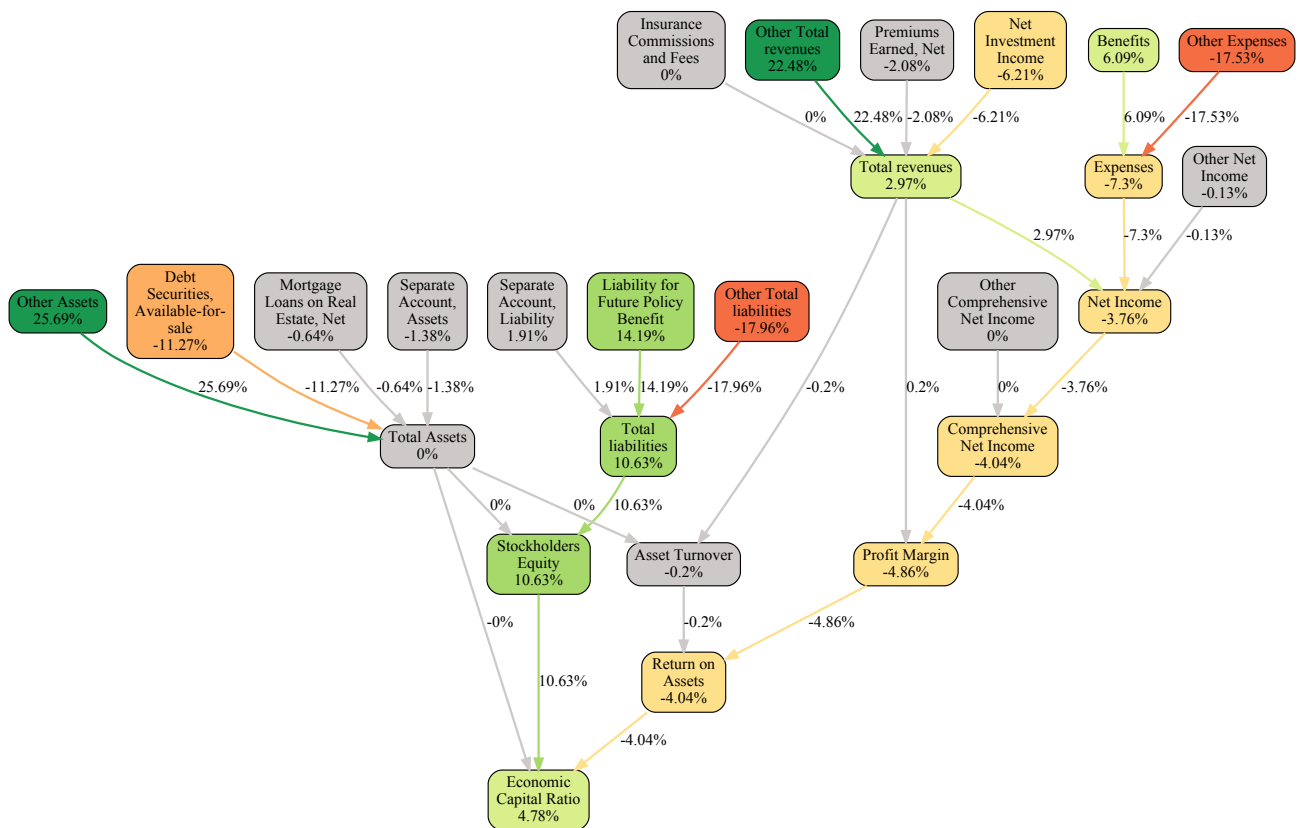 Insurance
Commissions
and Fees
0%
Other Total
revenues
22.48%
Premiums
Earned, Net
-2.08%
Net
Investment
Income
-6.21%
Benefits
6.09%
Other Expenses
-17.53%
0%
22.48%
-2.08%
-6.21%
6.09%
-17.53%
Total revenues
2.97%
Expenses
-7.3%
Other Net
Income
-0.13%
2.97%
-7.3%
-0.13%
Other Assets
25.69%
Debt
Securities,
Available-for-
sale
-11.27%
Mortgage
Loans on Real
Estate, Net
-0.64%
Separate
Account,
Assets
-1.38%
Separate
Account,
Liability
1.91%
Liability for
Future Policy
Benefit
14.19%
Other Total
liabilities
-17.96%
Other
Comprehensive
Net Income
0%
Net Income
-3.76%
25.69%
-11.27%
-0.64%
-1.38%
1.91%
14.19%
-17.96%
-0.2%
0.2%
0%
-3.76%
Total Assets
0%
Total
liabilities
10.63%
Comprehensive
Net Income
-4.04%
0%
0%
10.63%
-4.04%
Stockholders
Equity
10.63%
Asset Turnover
-0.2%
Profit Margin
-4.86%
-0%
-0.2%
-4.86%
10.63%
Return on
Assets
-4.04%
-4.04%
Economic
Capital Ratio
4.78%